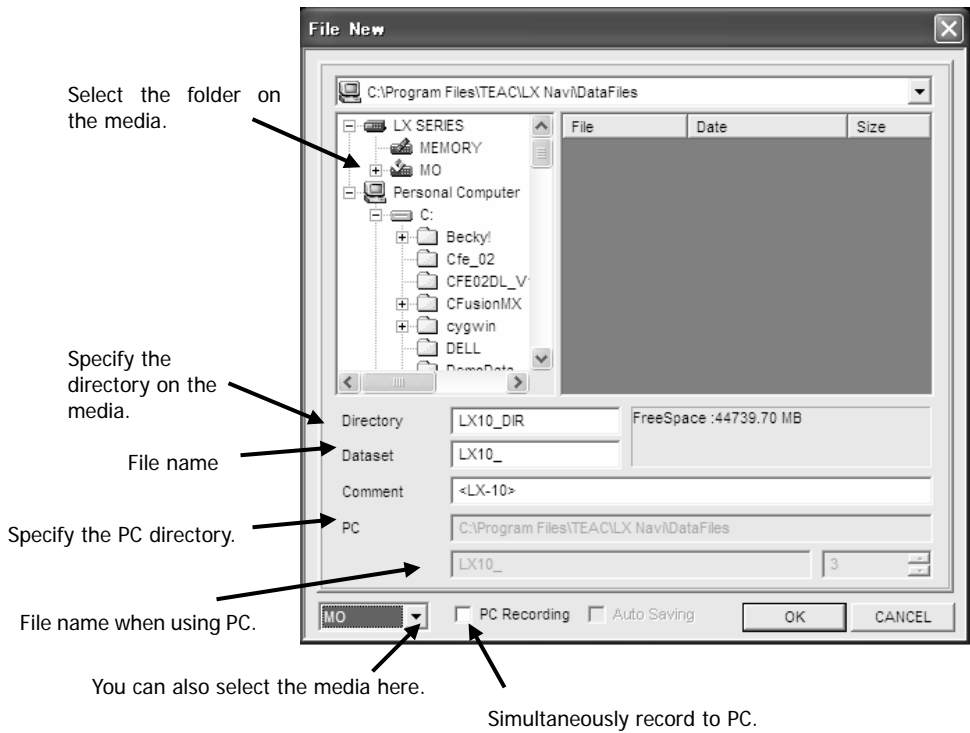 File New
Select the folder on
the media.
C:\Program Files\TEAC\LX Navi\DataFiles
LX SERIES
MEMORY
MO
Personal Computer
C:
Becky!
Cfe_02
CFE02DL_V
CFusionMX
cygwin
DELL
DemoData
File Date Size
Specify the
directory on the
media.
Directory LX10_DIR
FreeSpace :44739.70 MB
File name
Dataset LX10_
Comment <LX-10>
Specify the PC directory.
PC C:\Program Files\TEAC\LX Navi\DataFiles
LX10_ 3
File name when using PC.
MO PC Recording Auto Saving OK CANCEL
You can also select the media here.
Simultaneously record to PC.